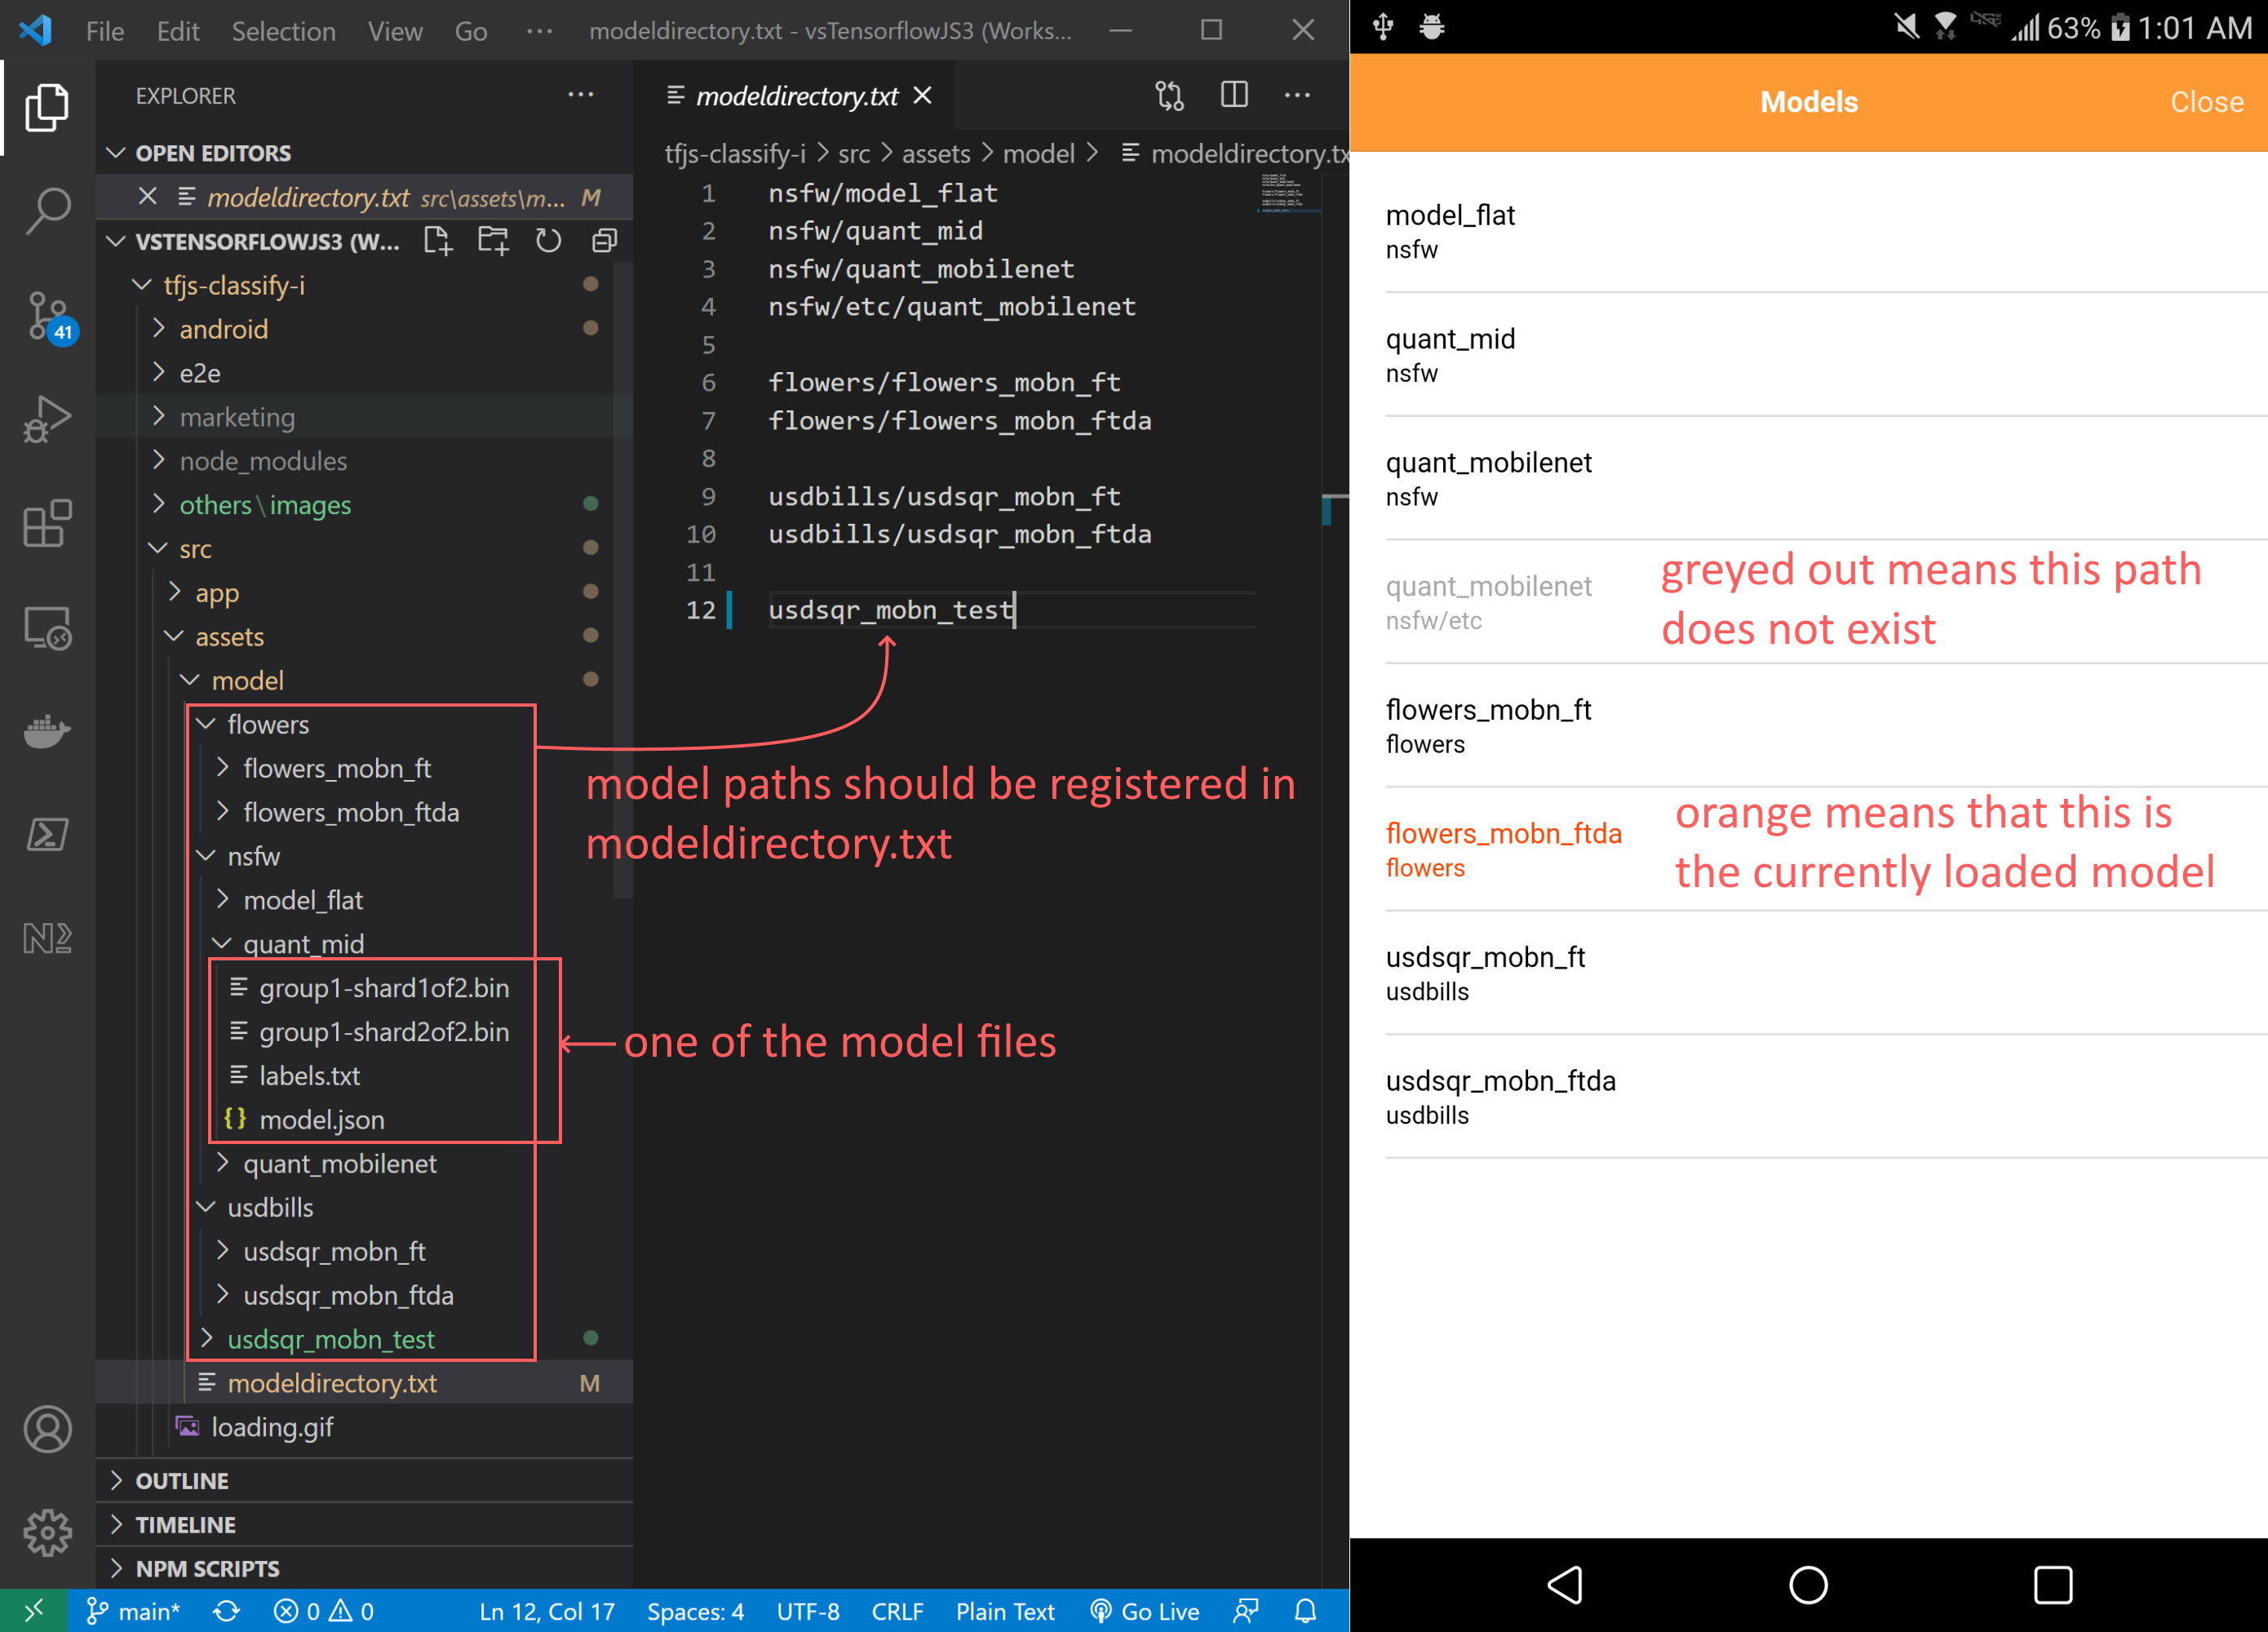 File Edit Selection View Go ··· modeldirectory.txt - vsTensorflowJS3 (Works...
EXPLORER ···
OPEN EDITORS
modeldirectory.txt src\assets\m... M
VSTENSORFLOWJS3 (W...
tfjs-classify-i
android
e2e
marketing
node_modules
others\images
src
app
assets
model
flowers
flowers_mobn_ft
flowers_mobn_ftda
nsfw
model_flat
quant_mid
group1-shard1of2.bin
group1-shard2of2.bin
labels.txt
{} model.json
quant_mobilenet
usdbills
usdsqr_mobn_ft
usdsqr_mobn_ftda
usdsqr_mobn_test
modeldirectory.txt M
loading.gif
OUTLINE
TIMELINE
NPM SCRIPTS
41
modeldirectory.txt
tfjs-classify-i > src > assets > model > modeldirectory.tx
1 nsfw/model_flat
2 nsfw/quant_mid
3 nsfw/quant_mobilenet
4 nsfw/etc/quant_mobilenet
5
6 flowers/flowers_mobn_ft
7 flowers/flowers_mobn_ftda
8
9 usdbills/usdsqr_mobn_ft
10 usdbills/usdsqr_mobn_ftda
11
12 usdsqr_mobn_test
model paths should be registered in
modeldirectory.txt
one of the model files
main* 0 0 Ln 12, Col 17 Spaces: 4 UTF-8 CRLF Plain Text Go Live
63% 1:01 AM
Models Close
model_flat
nsfw
quant_mid
nsfw
quant_mobilenet
nsfw
quant_mobilenet
nsfw/etc
greyed out means this path
does not exist
flowers_mobn_ft
flowers
flowers_mobn_ftda
flowers
orange means that this is
the currently loaded model
usdsqr_mobn_ft
usdbills
usdsqr_mobn_ftda
usdbills